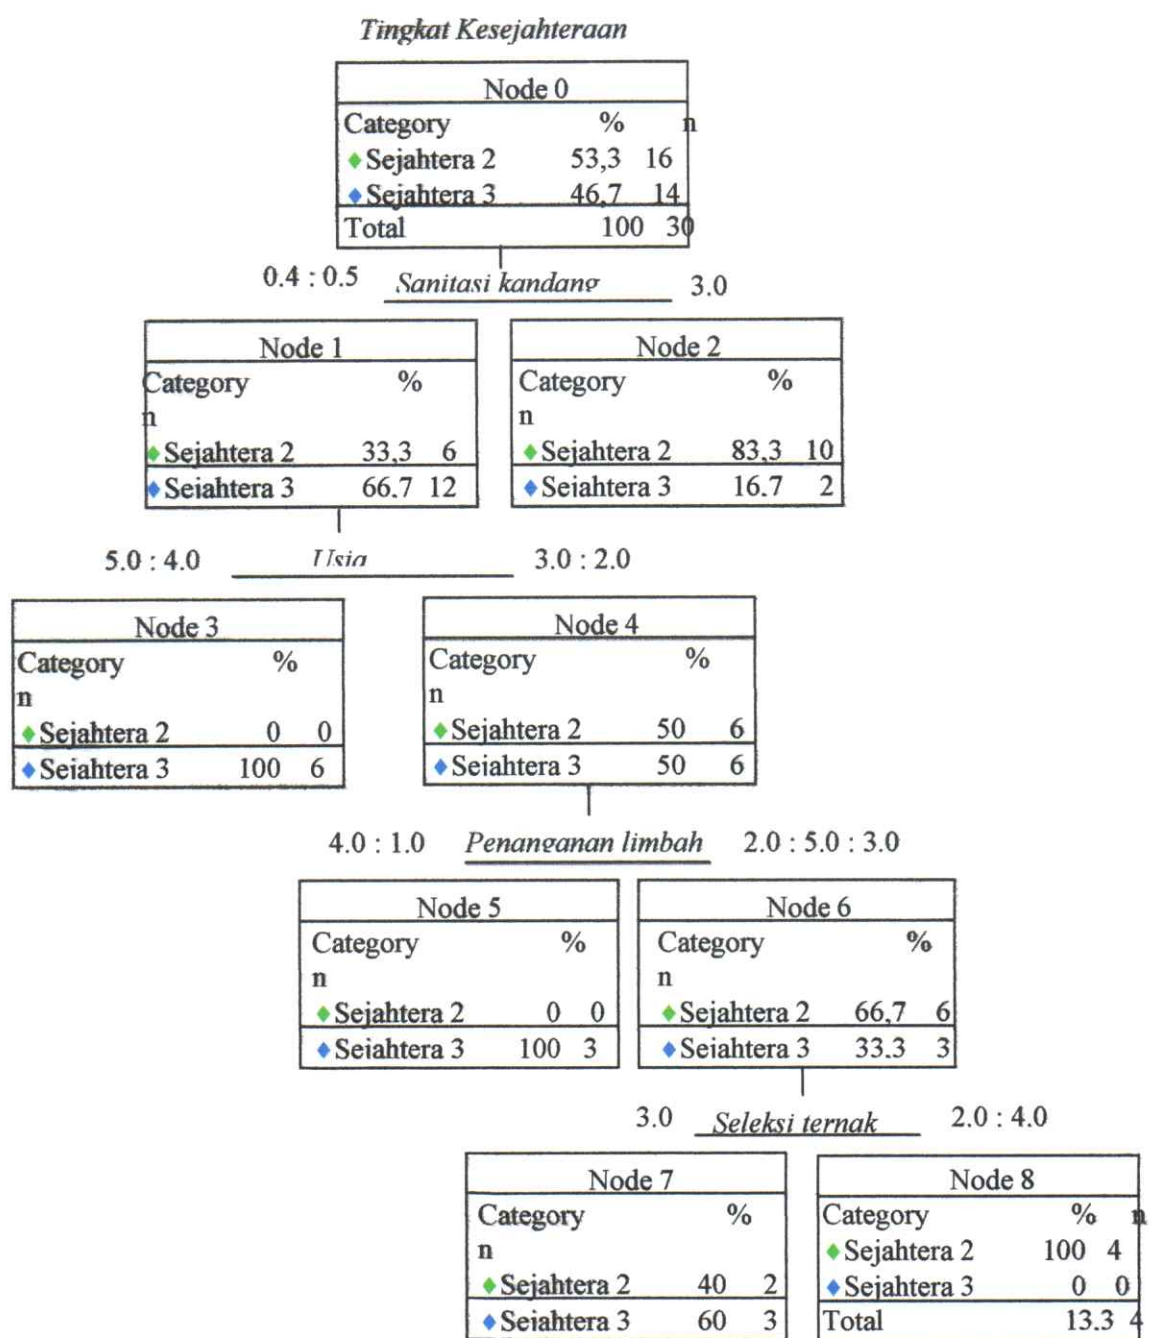 Tingkat Kesejahteraan
Node 0
Category % n
Sejahtera 2 53,3 16
Sejahtera 3 46,7 14
Total 100 30
0.4 : 0.5 Sanitasi kandang 3.0
Node 1
Category %
n
Sejahtera 2 33,3 6
Sejahtera 3 66,7 12
Node 2
Category %
n
Sejahtera 2 83,3 10
Sejahtera 3 16,7 2
5.0 : 4.0 Usia 3.0 : 2.0
Node 3
Category %
n
Sejahtera 2 0 0
Sejahtera 3 100 6
Node 4
Category %
n
Sejahtera 2 50 6
Sejahtera 3 50 6
4.0 : 1.0 Penanganan limbah 2.0 : 5.0 : 3.0
Node 5
Category %
n
Sejahtera 2 0 0
Sejahtera 3 100 3
Node 6
Category %
n
Sejahtera 2 66,7 6
Sejahtera 3 33,3 3
3.0 Seleksi ternak 2.0 : 4.0
Node 7
Category %
n
Sejahtera 2 40 2
Sejahtera 3 60 3
Node 8
Category % n
Sejahtera 2 100 4
Sejahtera 3 0 0
Total 13.3 4